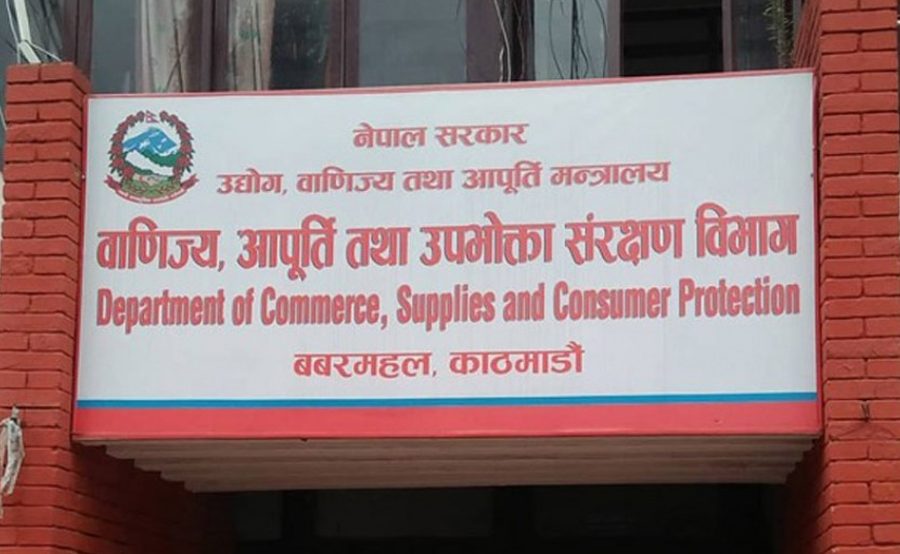 नेपाल सरकार
उद्योग, वाणिज्य तथा आपूर्ति मन्त्रालय
वाणिज्य, आपूर्ति तथा उपभोक्ता संरक्षण विभाग
Department of Commerce, Supplies and Consumer Protection
बबरमहल, काठमाडौं